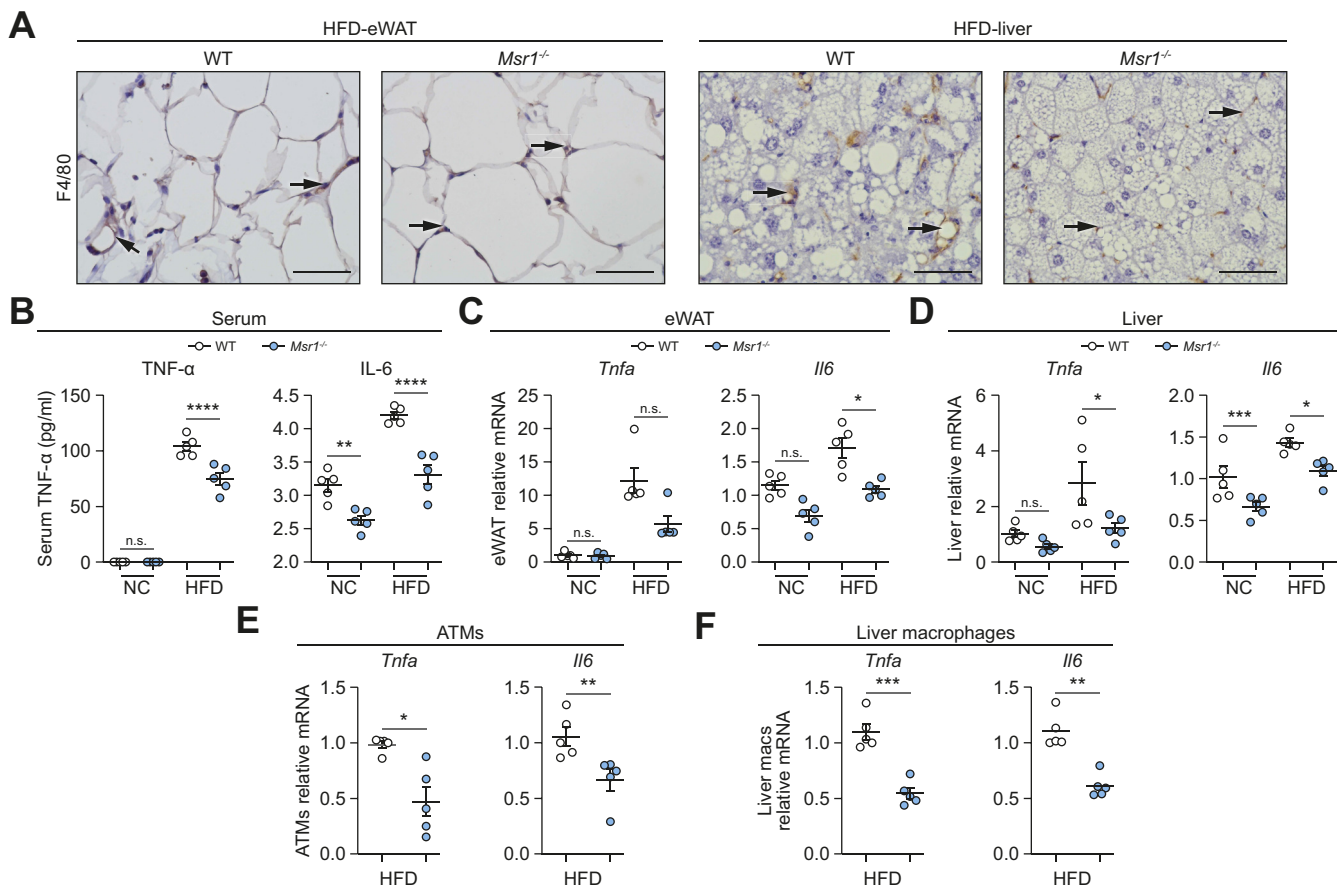 A
HFD-eWAT
HFD-liver
WT
Msr1-/-
WT
Msr1-/-
F4/80
B
Serum
WT
Msr1-/-
TNF-α
IL-6
Serum TNF-α (pg/ml)
150
100
50
0
n.s.
****
NC
HFD
4.5
4.0
3.5
3.0
2.5
2.0
**
****
NC
HFD
C
eWAT
WT
Msr1-/-
Tnfa
Il6
eWAT relative mRNA
25
20
15
10
5
0
n.s.
n.s.
NC
HFD
2.5
2.0
1.5
1.0
0.5
0.0
n.s.
*
NC
HFD
D
Liver
WT
Msr1-/-
Tnfa
Il6
Liver relative mRNA
6
4
2
0
n.s.
*
NC
HFD
2.0
1.5
1.0
0.5
0.0
***
*
NC
HFD
E
ATMs
Tnfa
Il6
ATMs relative mRNA
1.5
1.0
0.5
0.0
*
HFD
1.5
1.0
0.5
0.0
**
HFD
F
Liver macrophages
Tnfa
Il6
Liver macs
relative mRNA
1.5
1.0
0.5
0.0
***
HFD
1.5
1.0
0.5
0.0
**
HFD